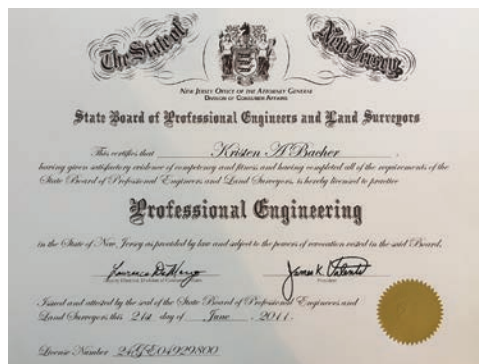 The State of New Jersey
New Jersey Office of the Attorney General
Division of Consumer Affairs
State Board of Professional Engineers and Land Surveyors
This certifies that Kristen A Bacher
having given satisfactory evidence of competency and fitness and having completed all of the requirements of the
State Board of Professional Engineers and Land Surveyors, is hereby licensed to practice
Professional Engineering
in the State of New Jersey as provided by law and subject to the powers of revocation vested in the said Board.
President
Issued and attested by the seal of the State Board of Professional Engineers and
Land Surveyors this 21st day of June, 2011.
License Number 24GE04929800